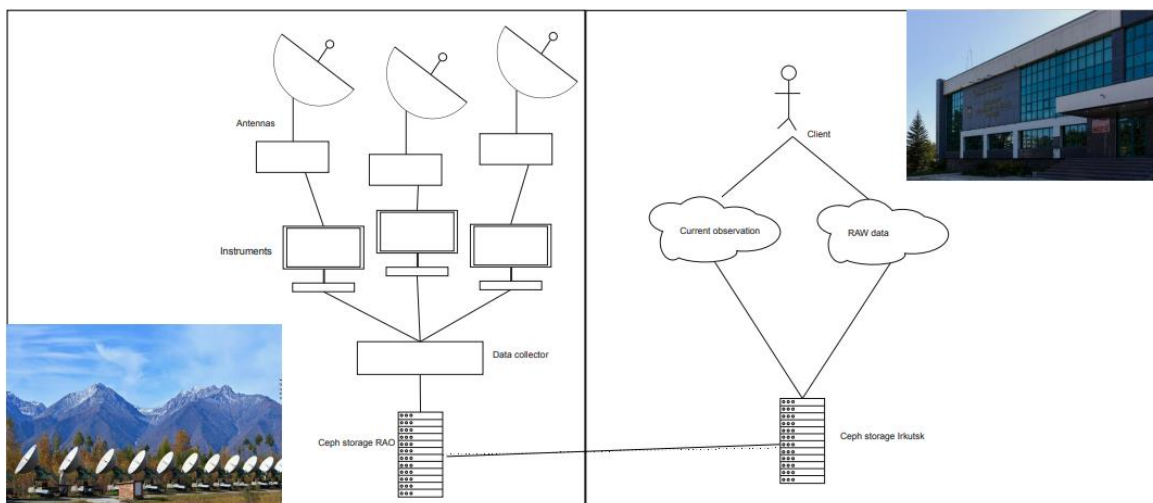 Antennas
Instruments
Data collector
Ceph storage RAO
Client
Current observation
RAW data
Ceph storage Irkutsk